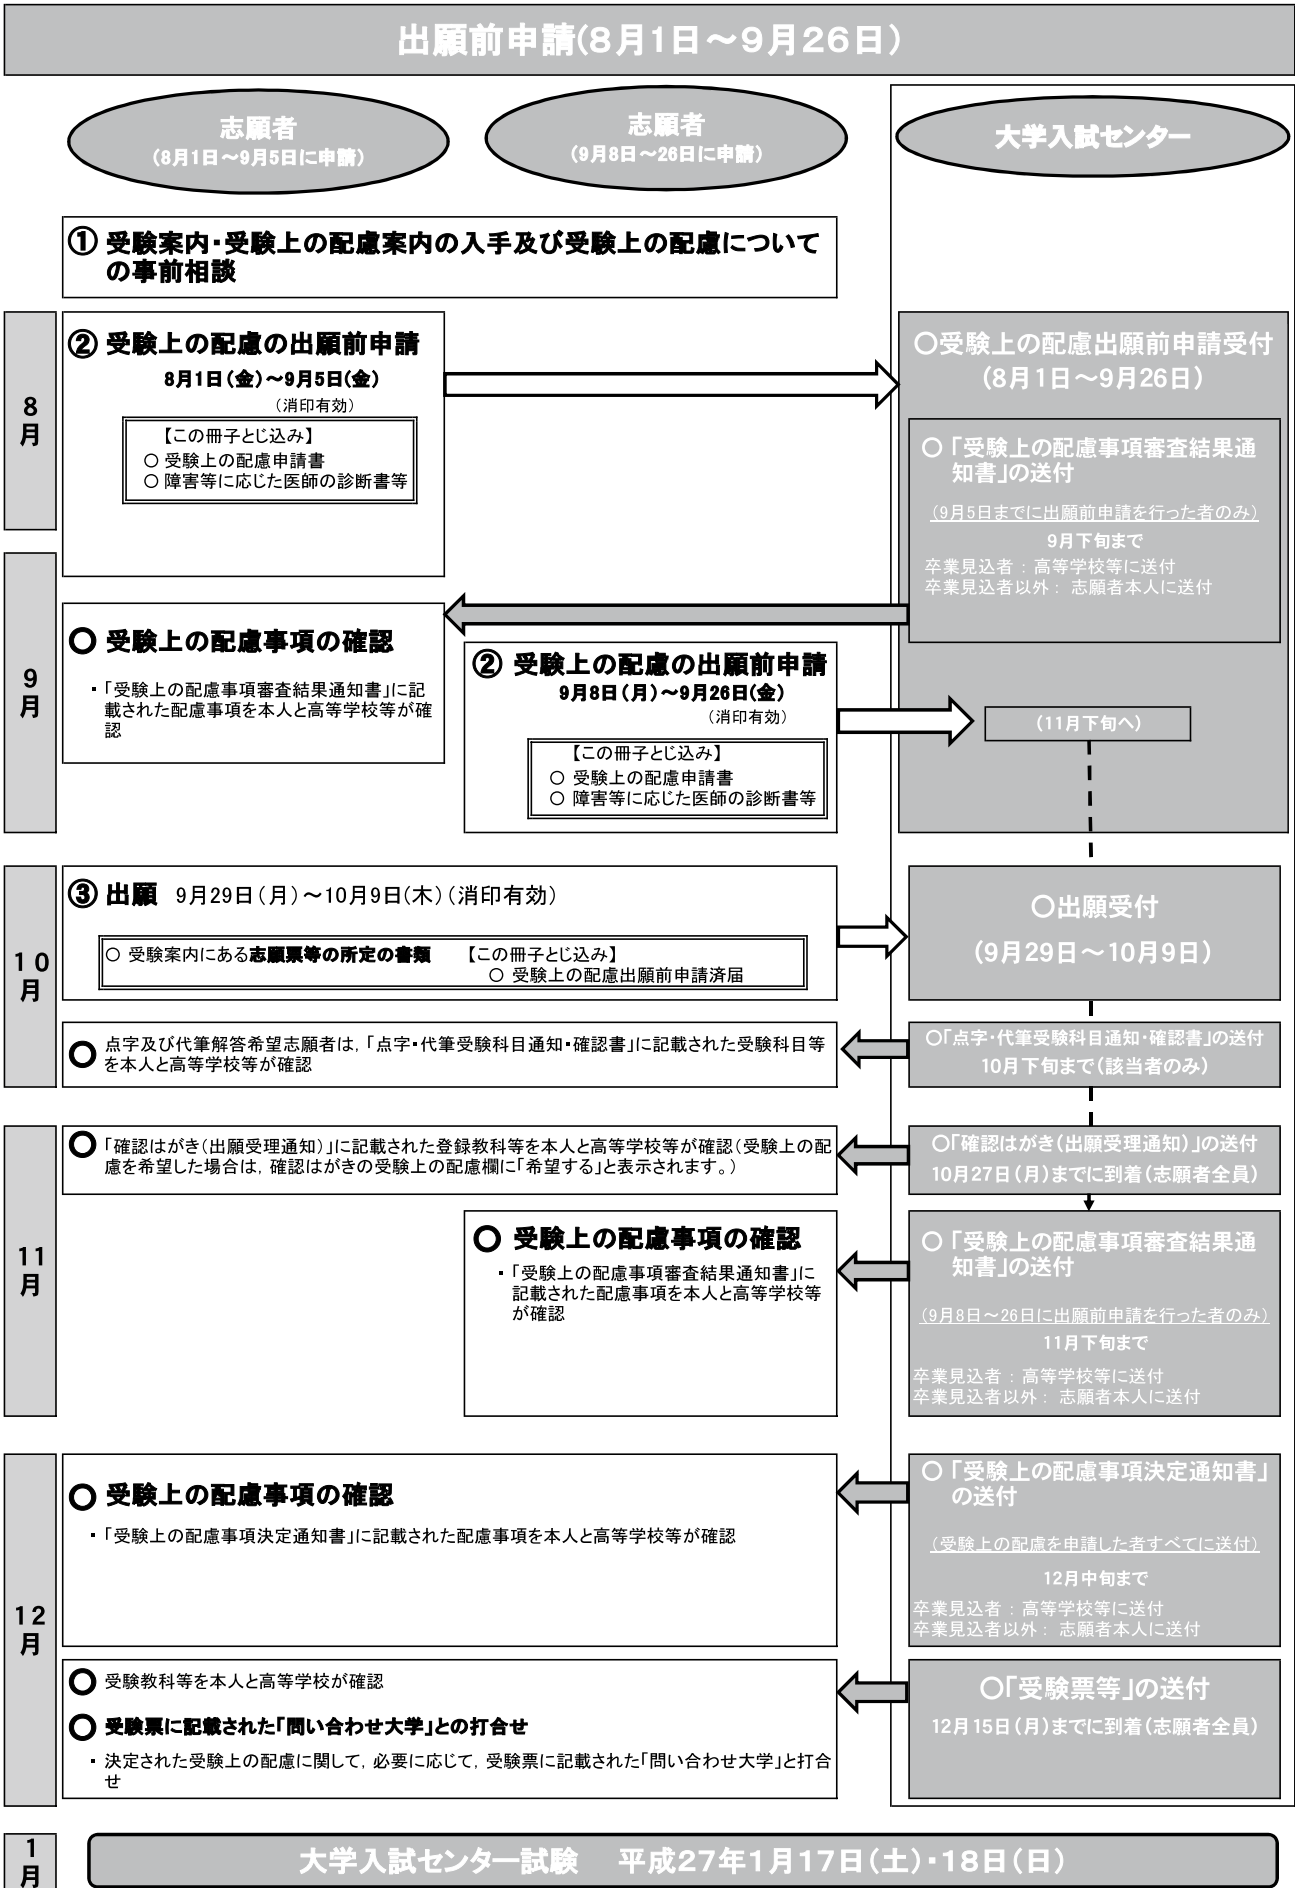 出願前申請(8月1日～9月26日)
志願者
(8月1日～9月5日に申請)
志願者
(9月8日～26日に申請)
大学入試センター
① 受験案内・受験上の配慮案内の入手及び受験上の配慮について
の事前相談
8
月
② 受験上の配慮の出願前申請
8月1日(金)～9月5日(金)
(消印有効)
【この冊子とじ込み】
○ 受験上の配慮申請書
○ 障害等に応じた医師の診断書等
○受験上の配慮出願前申請受付
(8月1日～9月26日)
○「受験上の配慮事項審査結果通
知書」の送付
(9月5日までに出願前申請を行った者のみ)
9月下旬まで
卒業見込者：高等学校等に送付
卒業見込者以外：志願者本人に送付
9
月
○ 受験上の配慮事項の確認
・「受験上の配慮事項審査結果通知書」に記
載された配慮事項を本人と高等学校等が確
認
② 受験上の配慮の出願前申請
9月8日(月)～9月26日(金)
(消印有効)
【この冊子とじ込み】
○ 受験上の配慮申請書
○ 障害等に応じた医師の診断書等
(11月下旬へ)
10
月
③ 出願 9月29日(月)～10月9日(木)(消印有効)
○ 受験案内にある志願票等の所定の書類 【この冊子とじ込み】
○ 受験上の配慮出願前申請済届
○出願受付
(9月29日～10月9日)
○ 点字及び代筆解答希望志願者は,「点字・代筆受験科目通知・確認書」に記載された受験科目等
を本人と高等学校等が確認
○「点字・代筆受験科目通知・確認書」の送付
10月下旬まで(該当者のみ)
11
月
○「確認はがき(出願受理通知)」に記載された登録教科等を本人と高等学校等が確認(受験上の配
慮を希望した場合は, 確認はがきの受験上の配慮欄に「希望する」と表示されます。)
○「確認はがき(出願受理通知)」の送付
10月27日(月)までに到着(志願者全員)
○ 受験上の配慮事項の確認
・「受験上の配慮事項審査結果通知書」に
記載された配慮事項を本人と高等学校等
が確認
○「受験上の配慮事項審査結果通
知書」の送付
(9月8日～26日に出願前申請を行った者のみ)
11月下旬まで
卒業見込者：高等学校等に送付
卒業見込者以外：志願者本人に送付
12
月
○ 受験上の配慮事項の確認
・「受験上の配慮事項決定通知書」に記載された配慮事項を本人と高等学校等が確認
○「受験上の配慮事項決定通知書」
の送付
(受験上の配慮を申請した者すべてに送付)
12月中旬まで
卒業見込者：高等学校等に送付
卒業見込者以外：志願者本人に送付
○ 受験教科等を本人と高等学校が確認
○ 受験票に記載された「問い合わせ大学」との打合せ
・決定された受験上の配慮に関して, 必要に応じて, 受験票に記載された「問い合わせ大学」と打合
せ
○「受験票等」の送付
12月15日(月)までに到着(志願者全員)
1
月
大学入試センター試験 平成27年1月17日(土)・18日(日)